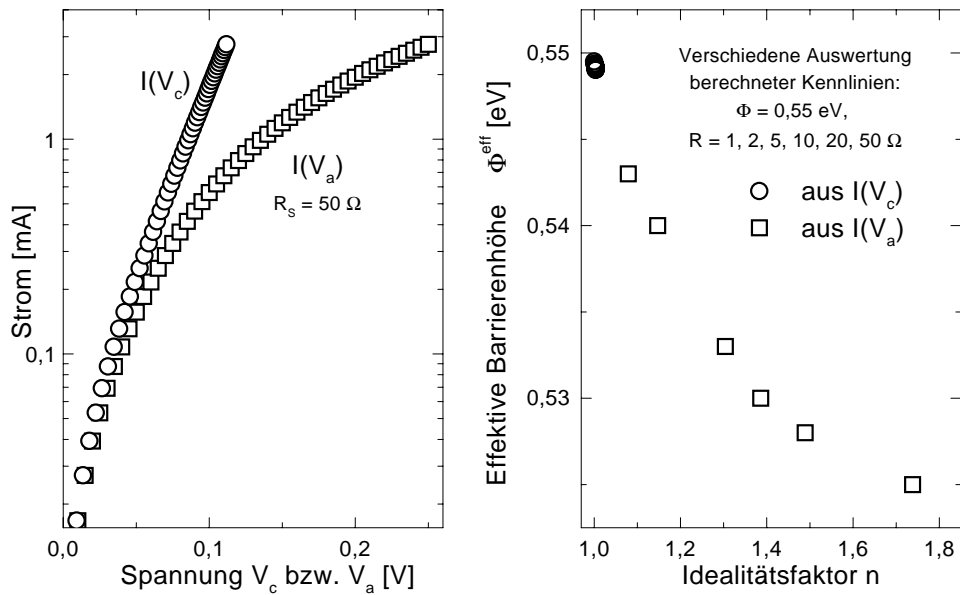 I(V_c)
I(V_a)
R_S = 50 Ω
1
0,1
Strom [mA]
0,0
0,1
0,2
Spannung V_c bzw. V_a [V]
0,55
0,54
0,53
Effektive Barrierenhöhe Φ^eff [eV]
Verschiedene Auswertung
berechneter Kennlinien:
Φ = 0,55 eV,
R = 1, 2, 5, 10, 20, 50 Ω
aus I(V_c)
aus I(V_a)
1,0
1,2
1,4
1,6
1,8
Idealitätsfaktor n